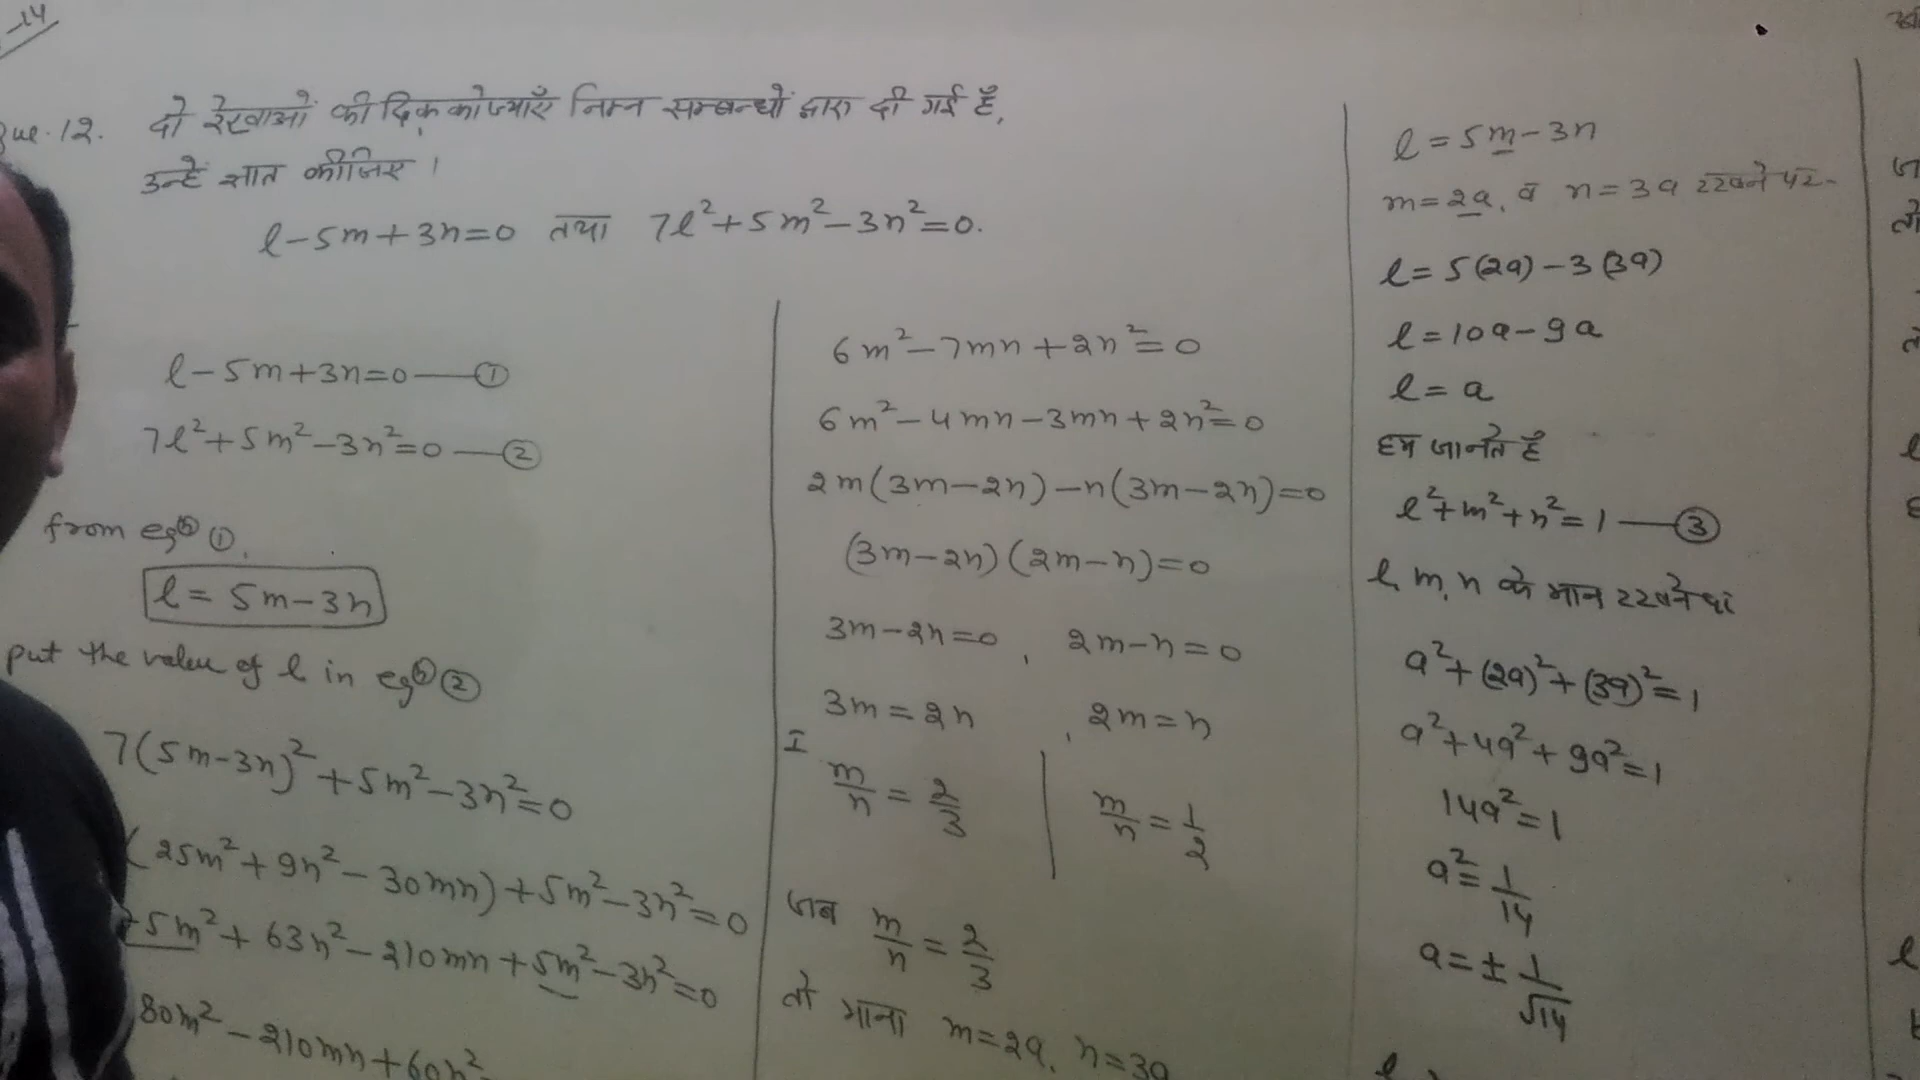 -14
Que. 12. दो रेखाओं की दिक् कोज्याएँ निम्न सम्बन्धों द्वारा दी गई हैं,
उन्हें ज्ञात कीजिए।
l-5m+3n=0 तथा 7l²+5m²-3n²=0.
l-5m+3n=0 — ①
7l²+5m²-3n²=0 — ②
from eqⁿ ①,
l = 5m-3n
put the value of l in eqⁿ ②
7(5m-3n)²+5m²-3n²=0
(25m²+9n²-30mn)+5m²-3n²=0
75m²+63n²-210mn+5m²-3n²=0
80m²-210mn+60n²
6m²-7mn+2n²=0
6m²-4mn-3mn+2n²=0
2m(3m-2n)-n(3m-2n)=0
(3m-2n)(2m-n)=0
3m-2n=0, 2m-n=0
3m=2n, 2m=n
I
m/n = 2/3 | m/n = 1/2
जब m/n = 2/3
तो माना m=2a, n=3a
l=5m-3n
m=2a, व n=3a रखने पर-
l=5(2a)-3(3a)
l=10a-9a
l=a
हम जानते हैं
l²+m²+n²=1 — ③
l, m, n के मान रखने पर
a²+(2a)²+(3a)²=1
a²+4a²+9a²=1
14a²=1
a²=1/14
a=±1/√14